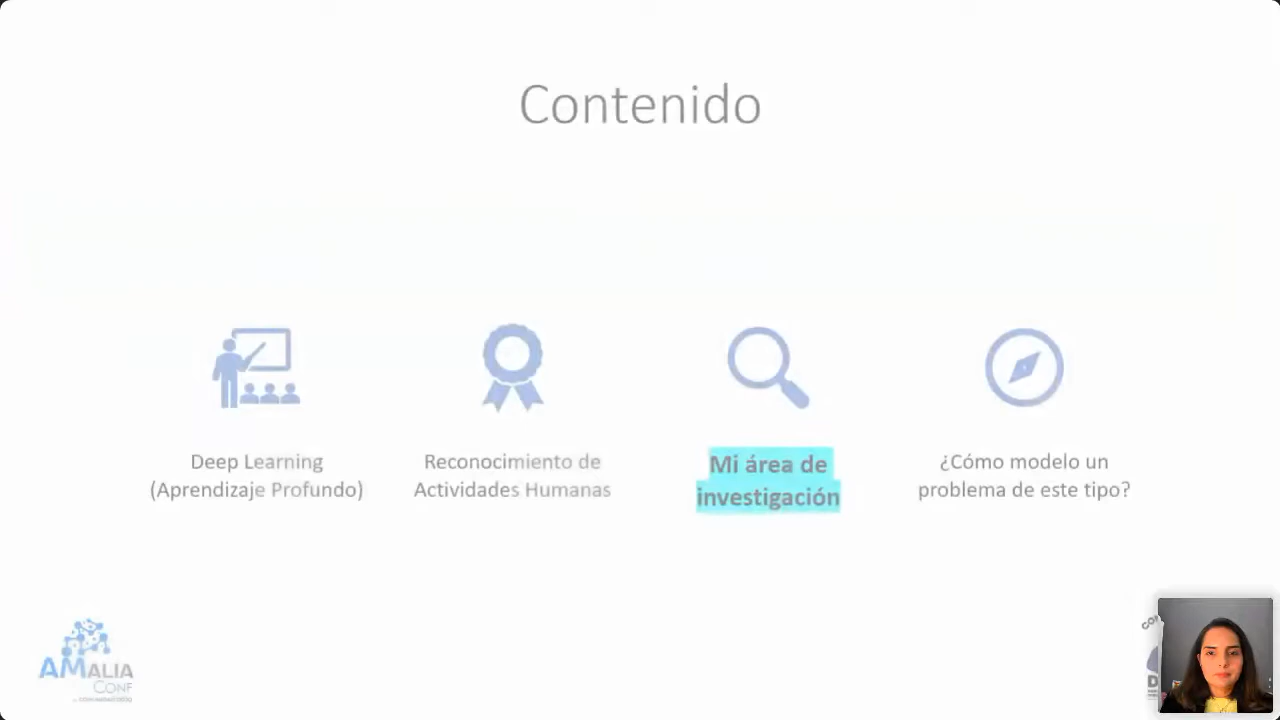 Contenido
Deep Learning
(Aprendizaje Profundo)
Reconocimiento de
Actividades Humanas
Mi área de
investigación
¿Cómo modelo un
problema de este tipo?
AMALIA
CONF